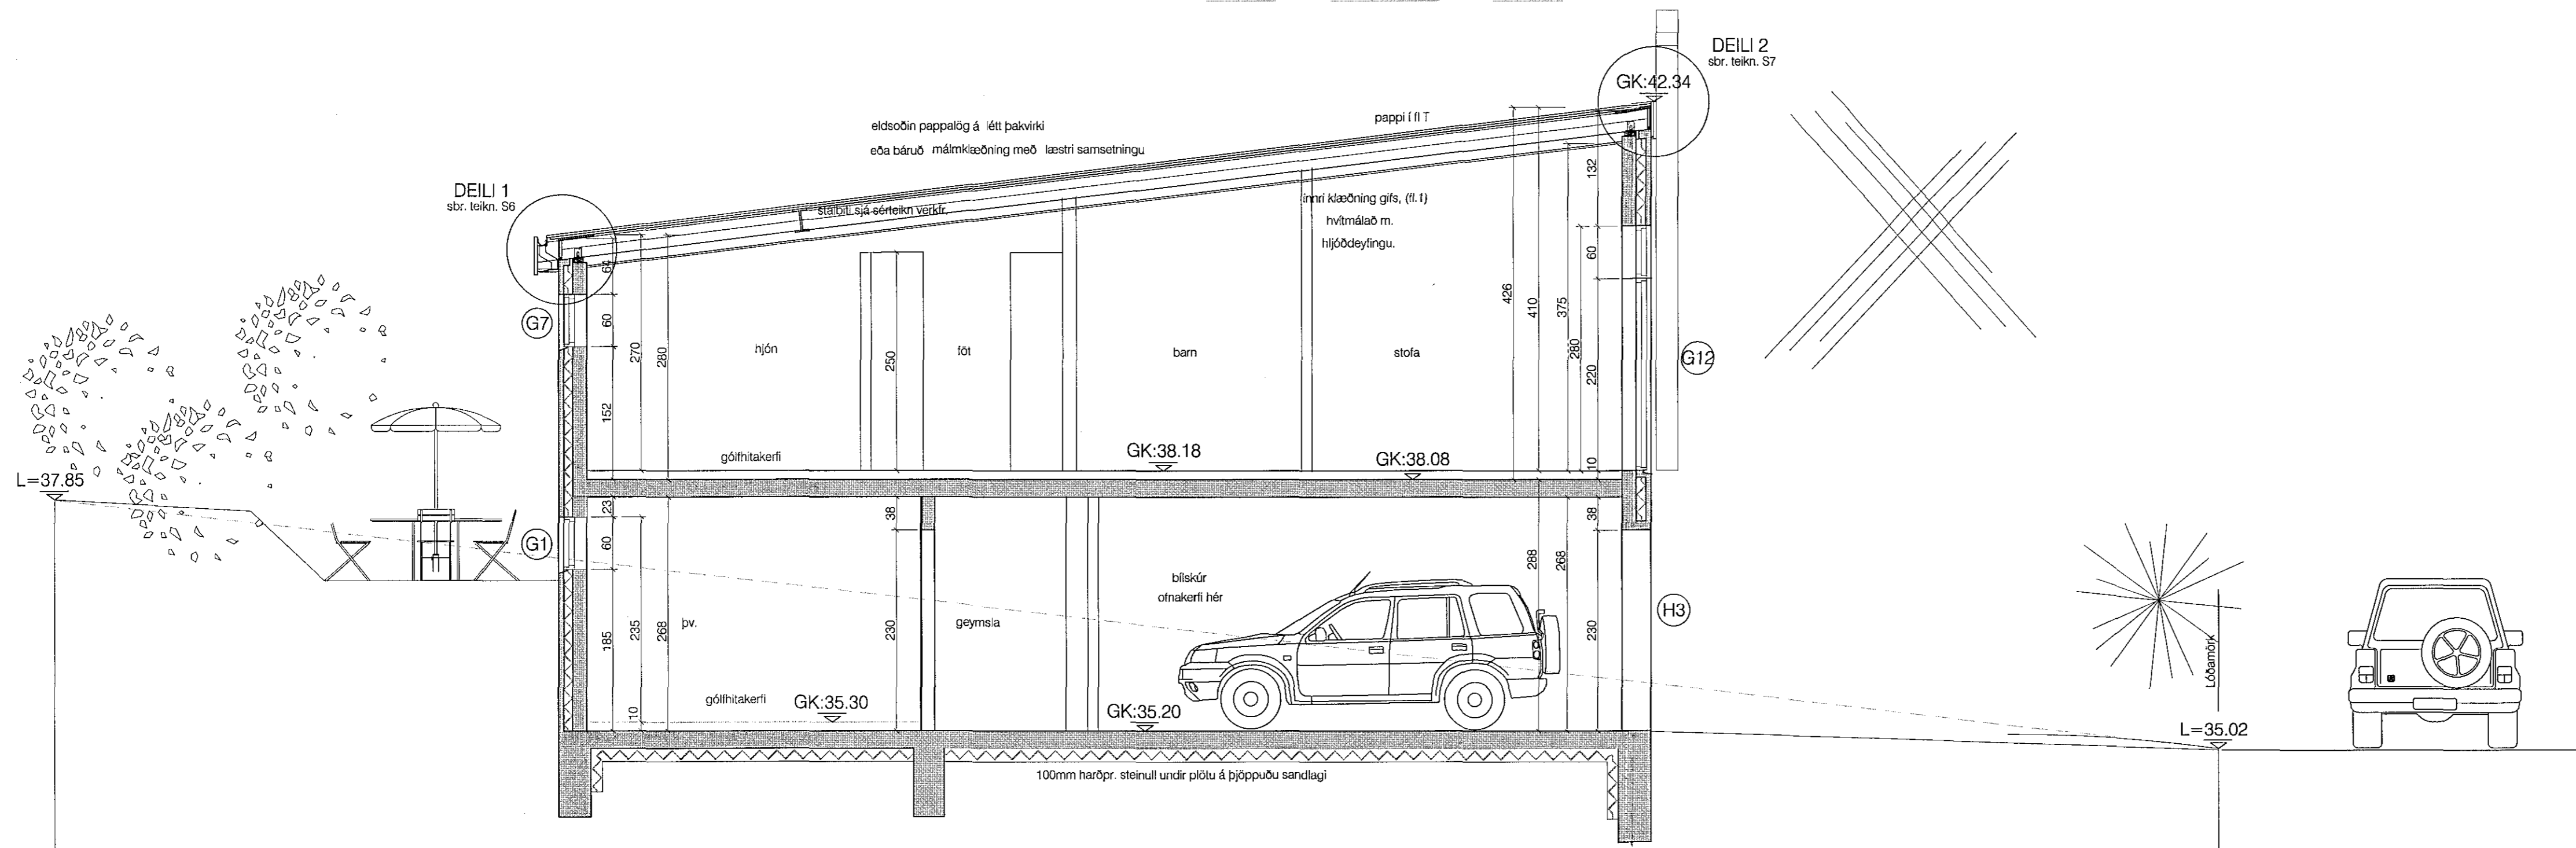 DEILI 2
sbr. teikn. S7
GK:42.34
eldsoðin pappalög á létt þakvirki
pappi í fl T
eða báruð málmklæðning með læstri samsetningu
DEILI 1
sbr. teikn. S6
stálbiti sjá sérteikn verkfr.
innri klæðning gifs, (fl.1)
hvítmálað m.
hljóðdeyfingu.
132
60
64
G7
60
270
280
152
hjón
250
föt
barn
stofa
426
410
375
280
220
10
G12
gólfhitakerfi
GK:38.18
GK:38.08
L=37.85
23
38
38
G1
60
185
235
268
10
þv.
230
geymsla
bílskúr
ofnakerfi hér
288
268
230
H3
gólfhitakerfi
GK:35.30
GK:35.20
Lóðamörk
L=35.02
100mm harðpr. steinull undir plötu á þjöppuðu sandlagi